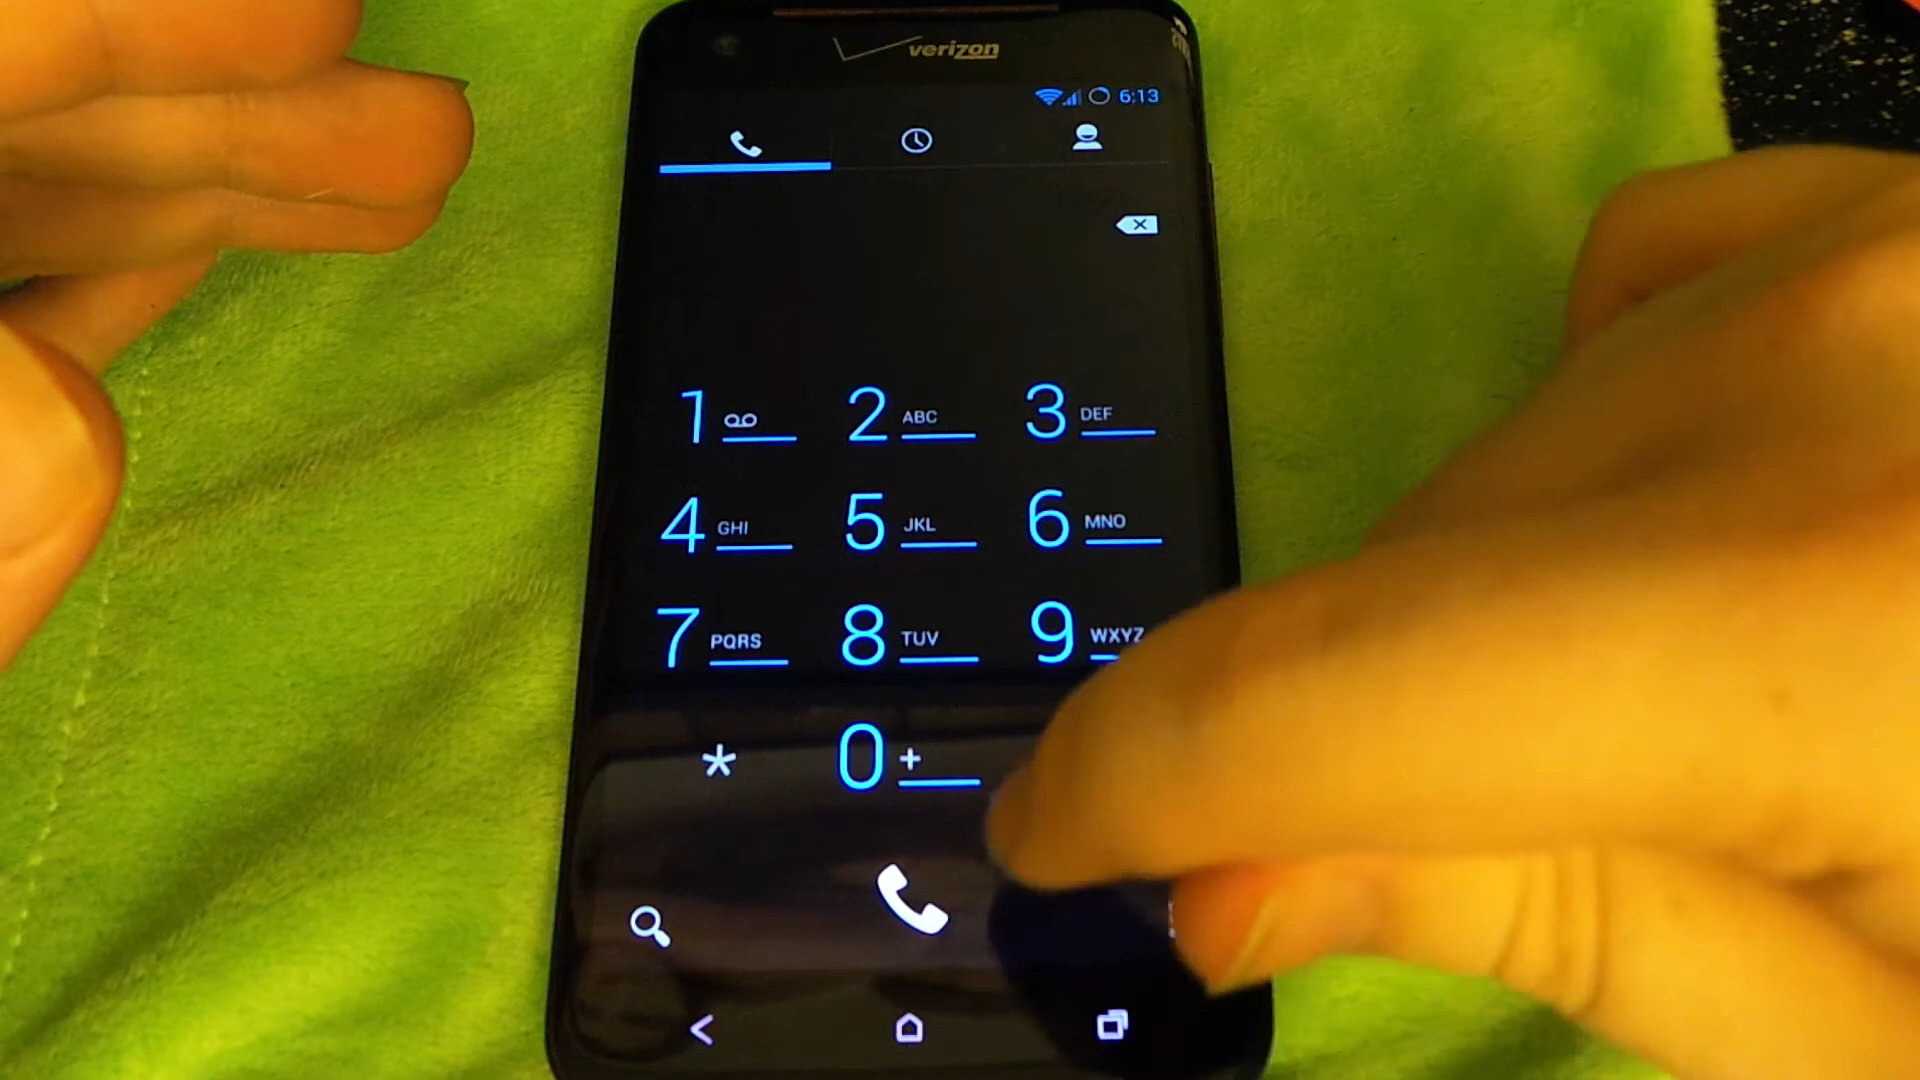 verizon
6:13
1 2 ABC 3 DEF
4 GHI 5 JKL 6 MNO
7 PQRS 8 TUV 9 WXYZ
* 0 +